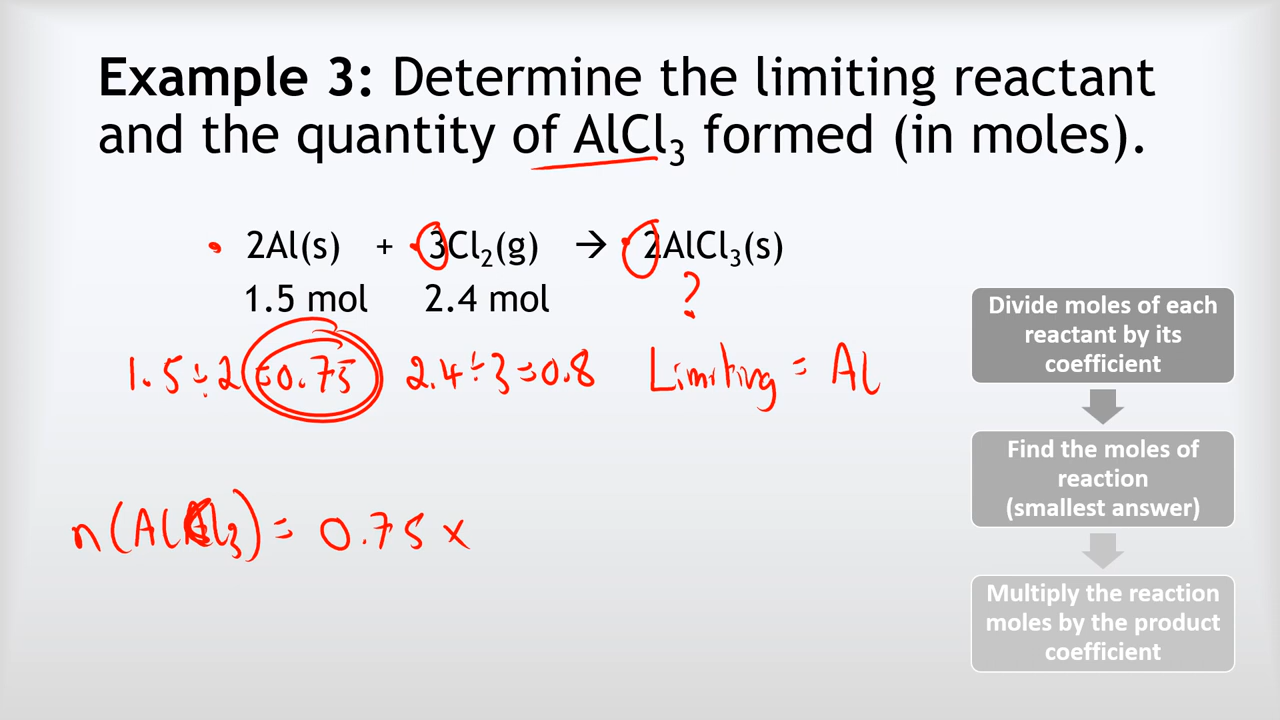 Example 3: Determine the limiting reactant
and the quantity of AlCl₃ formed (in moles).
2Al(s) + 3Cl₂(g) → 2AlCl₃(s)
1.5 mol 2.4 mol ?
1.5 ÷ 2 = 0.75 2.4 ÷ 3 = 0.8 Limiting = Al
n(AlCl₃) = 0.75 ×
Divide moles of each
reactant by its
coefficient
Find the moles of
reaction
(smallest answer)
Multiply the reaction
moles by the product
coefficient